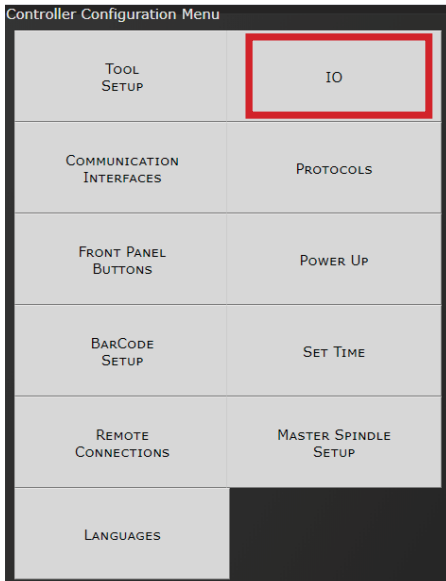 Controller Configuration Menu
Tool
Setup
IO
Communication
Interfaces
Protocols
Front Panel
Buttons
Power Up
BarCode
Setup
Set Time
Remote
Connections
Master Spindle
Setup
Languages